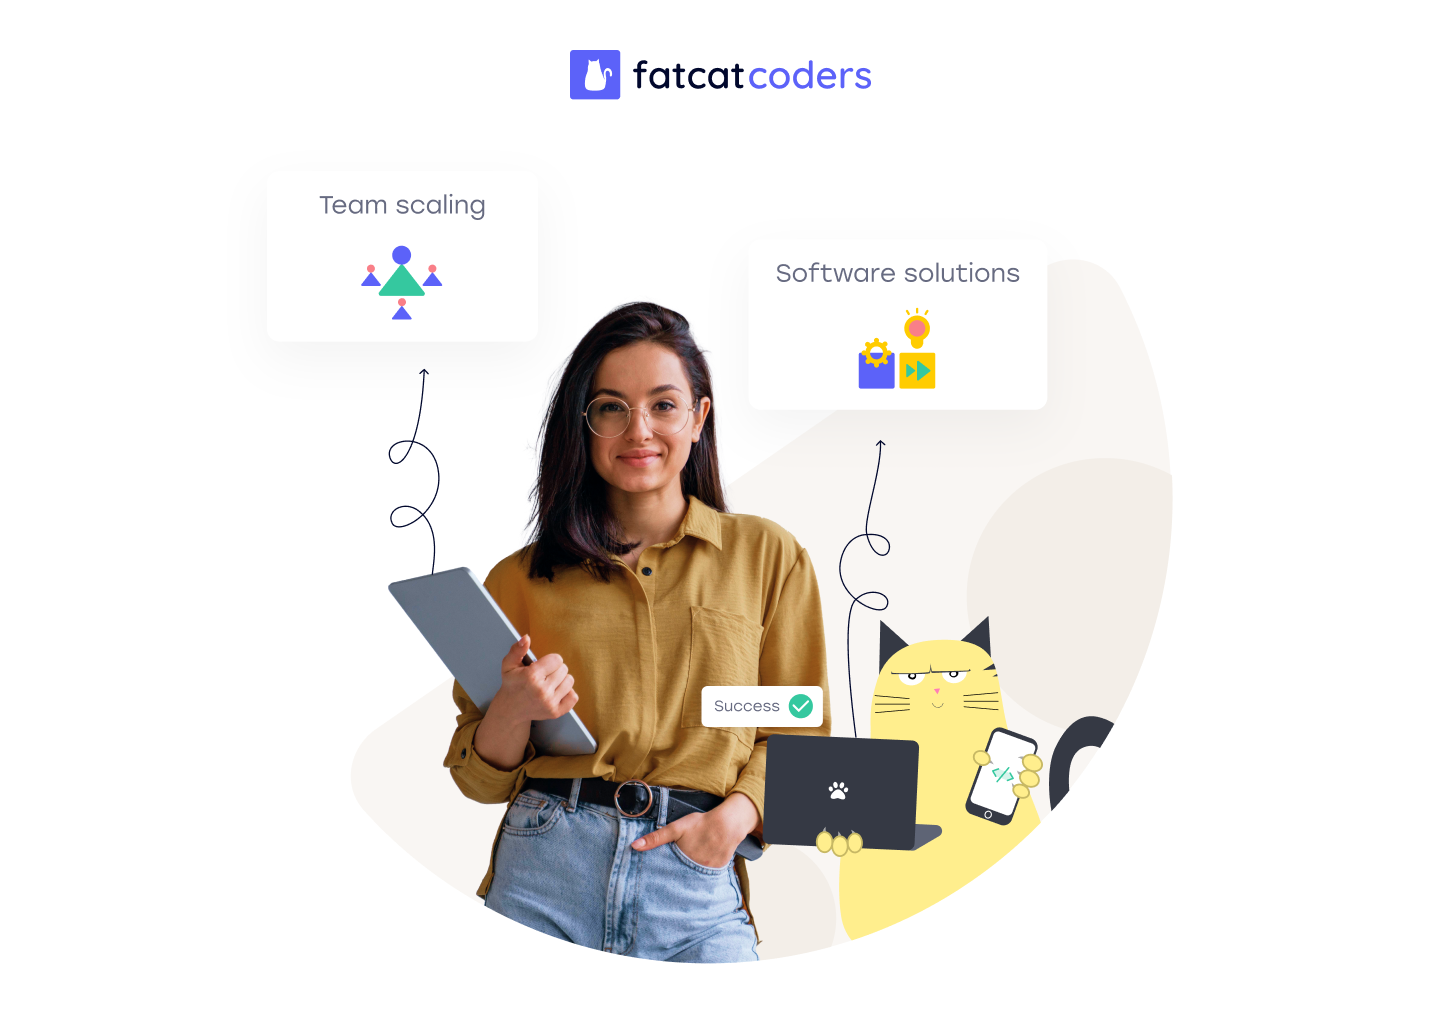 fatcatcoders
Team scaling
Software solutions
Success
</>